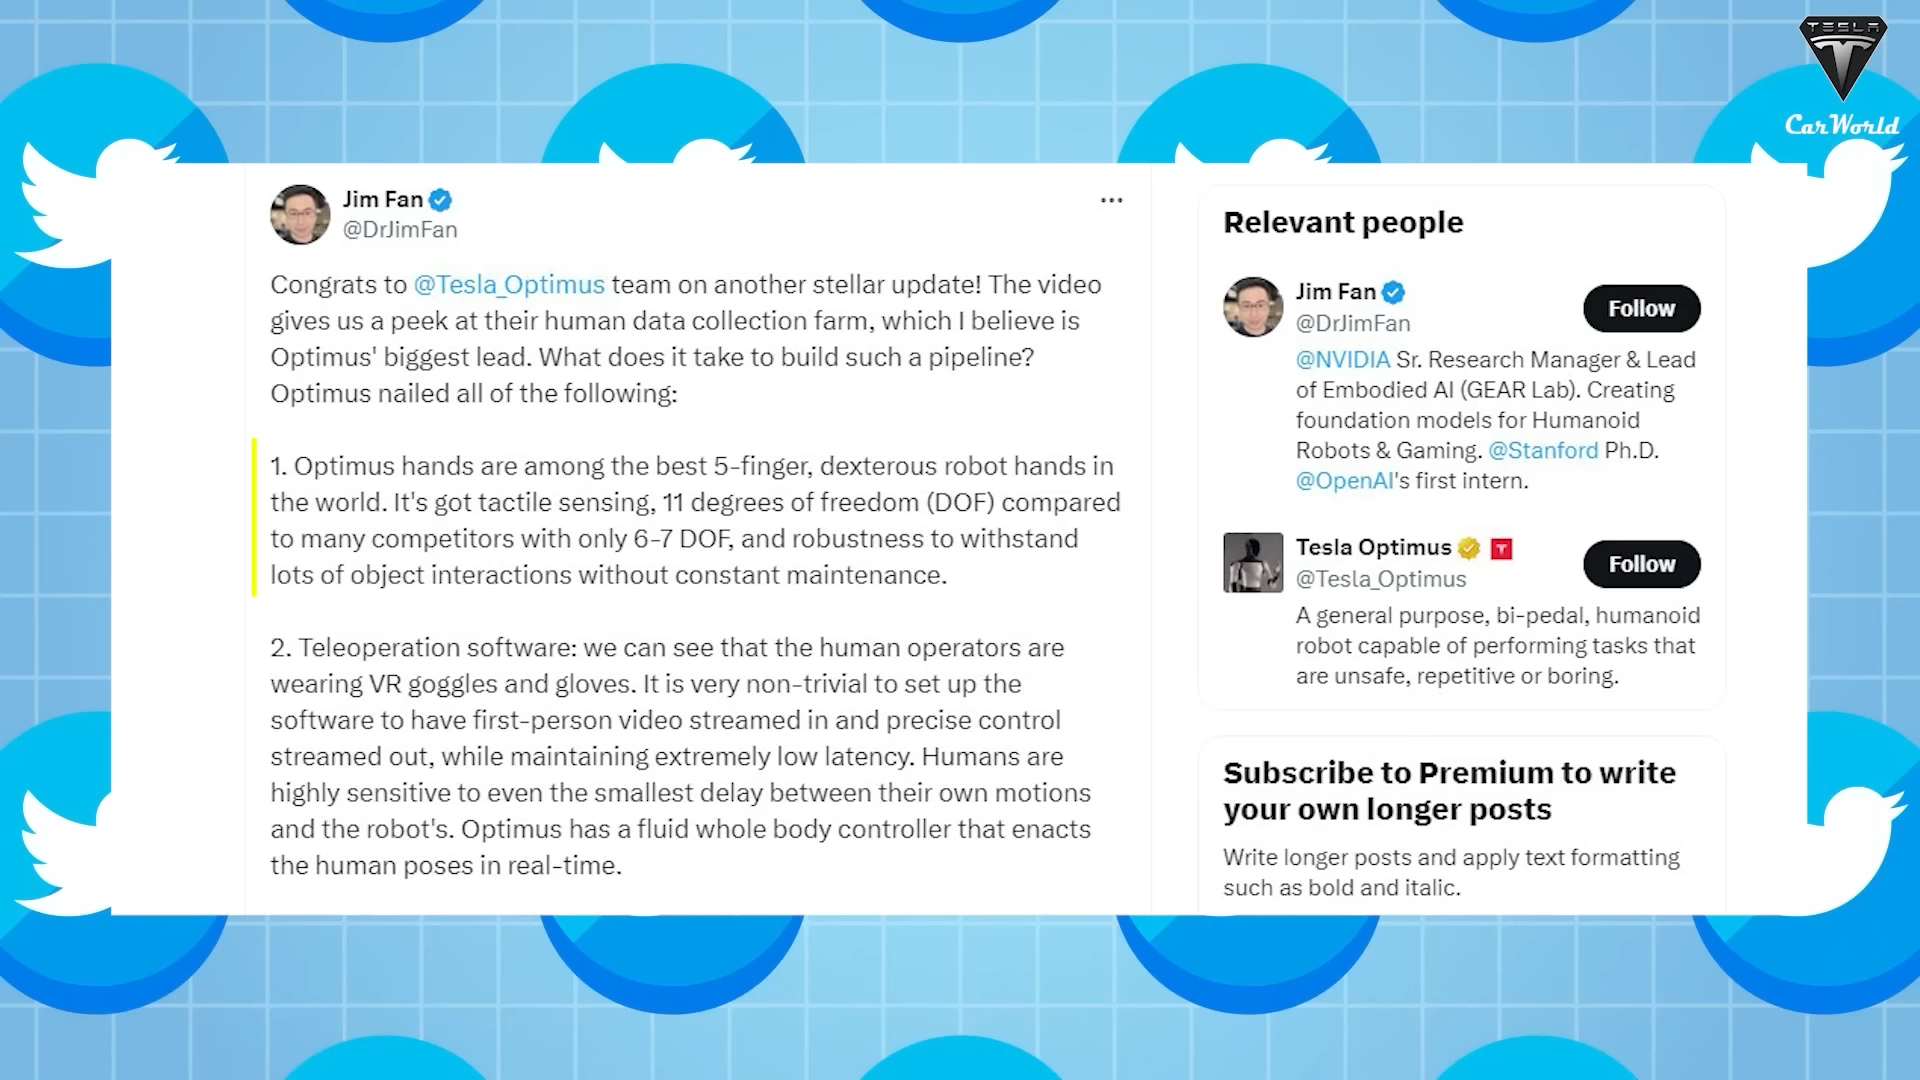 TESLA
CarWorld
Jim Fan
@DrJimFan
Congrats to @Tesla_Optimus team on another stellar update! The video
gives us a peek at their human data collection farm, which I believe is
Optimus' biggest lead. What does it take to build such a pipeline?
Optimus nailed all of the following:
1. Optimus hands are among the best 5-finger, dexterous robot hands in
the world. It's got tactile sensing, 11 degrees of freedom (DOF) compared
to many competitors with only 6-7 DOF, and robustness to withstand
lots of object interactions without constant maintenance.
2. Teleoperation software: we can see that the human operators are
wearing VR goggles and gloves. It is very non-trivial to set up the
software to have first-person video streamed in and precise control
streamed out, while maintaining extremely low latency. Humans are
highly sensitive to even the smallest delay between their own motions
and the robot's. Optimus has a fluid whole body controller that enacts
the human poses in real-time.
Relevant people
Jim Fan
@DrJimFan
Follow
@NVIDIA Sr. Research Manager & Lead
of Embodied AI (GEAR Lab). Creating
foundation models for Humanoid
Robots & Gaming. @Stanford Ph.D.
@OpenAI's first intern.
Tesla Optimus
@Tesla_Optimus
Follow
A general purpose, bi-pedal, humanoid
robot capable of performing tasks that
are unsafe, repetitive or boring.
Subscribe to Premium to write
your own longer posts
Write longer posts and apply text formatting
such as bold and italic.